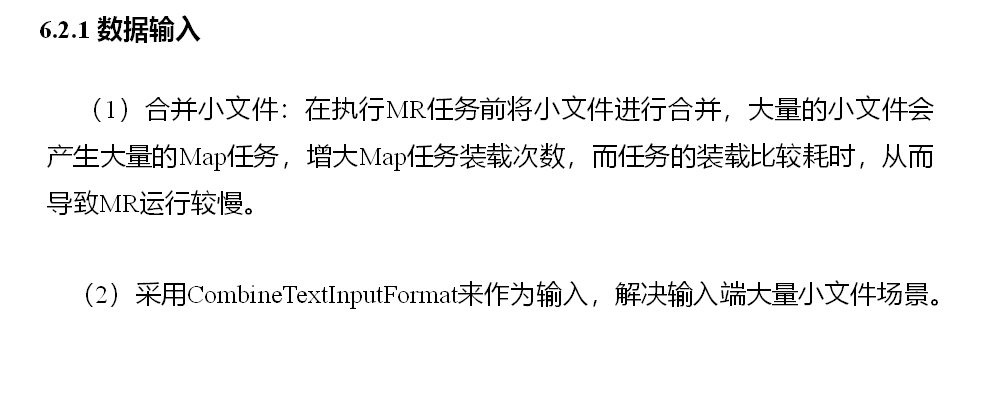 6.2.1 数据输入
（1）合并小文件：在执行MR任务前将小文件进行合并，大量的小文件会
产生大量的Map任务，增大Map任务装载次数，而任务的装载比较耗时，从而
导致MR运行较慢。
（2）采用CombineTextInputFormat来作为输入，解决输入端大量小文件场景。